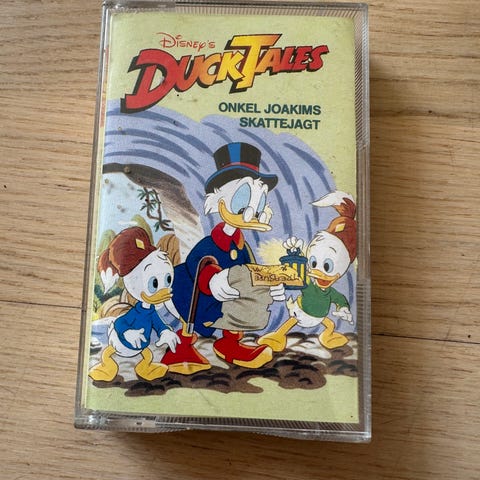 DISNEY'S
DUCKTALES
ONKEL JOAKIMS
SKATTEJAGT